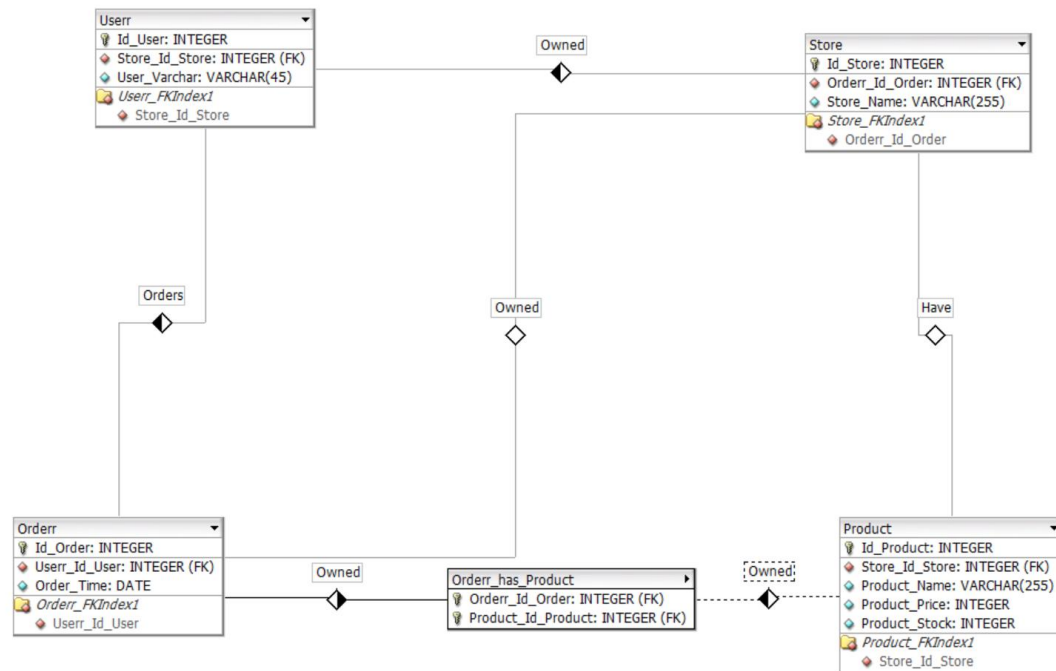 Userr
Id_User: INTEGER
Store_Id_Store: INTEGER (FK)
User_Varchar: VARCHAR(45)
Userr_FKIndex1
Store_Id_Store
Owned
Store
Id_Store: INTEGER
Orderr_Id_Order: INTEGER (FK)
Store_Name: VARCHAR(255)
Store_FKIndex1
Orderr_Id_Order
Orders
Owned
Have
Orderr
Id_Order: INTEGER
Userr_Id_User: INTEGER (FK)
Order_Time: DATE
Orderr_FKIndex1
Userr_Id_User
Owned
Orderr_has_Product
Orderr_Id_Order: INTEGER (FK)
Product_Id_Product: INTEGER (FK)
Owned
Product
Id_Product: INTEGER
Store_Id_Store: INTEGER (FK)
Product_Name: VARCHAR(255)
Product_Price: INTEGER
Product_Stock: INTEGER
Product_FKIndex1
Store_Id_Store